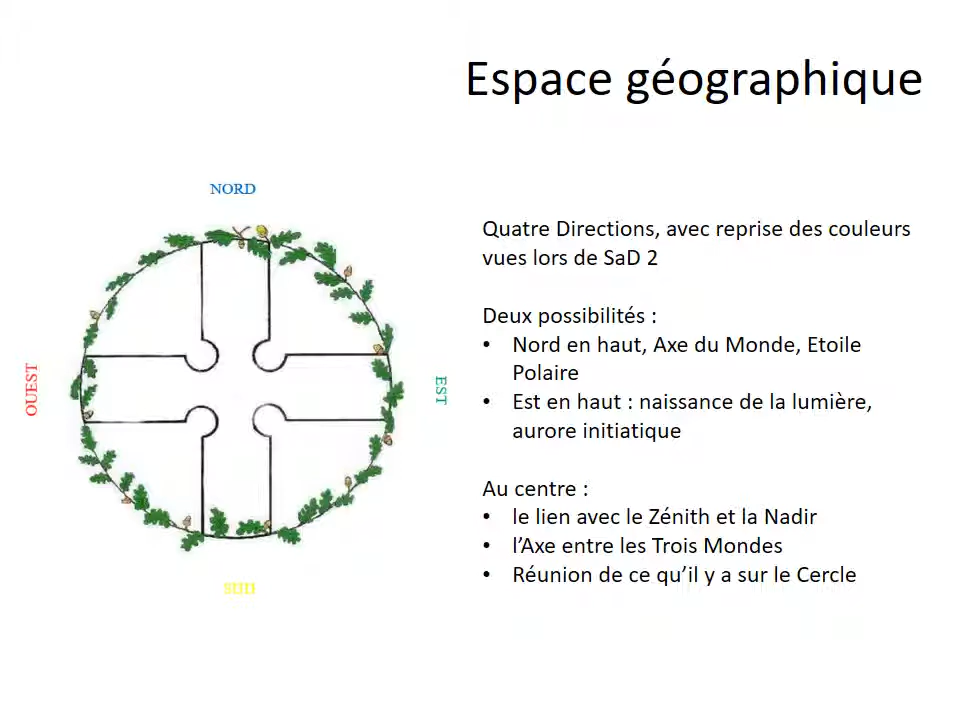 Espace géographique
NORD
OUEST
EST
SUD
Quatre Directions, avec reprise des couleurs
vues lors de SaD 2
Deux possibilités :
• Nord en haut, Axe du Monde, Etoile
Polaire
• Est en haut : naissance de la lumière,
aurore initiatique
Au centre :
• le lien avec le Zénith et la Nadir
• l’Axe entre les Trois Mondes
• Réunion de ce qu’il y a sur le Cercle